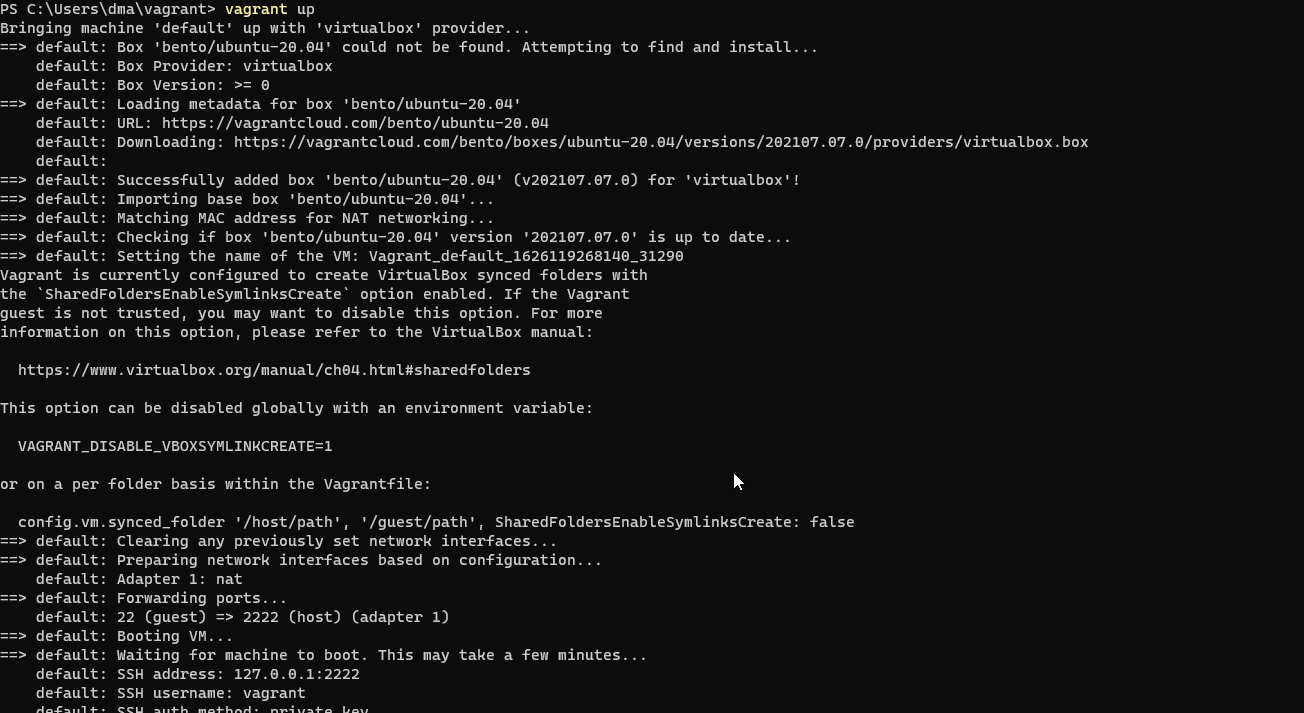 PS C:\Users\dma\vagrant> vagrant up
Bringing machine 'default' up with 'virtualbox' provider...
==> default: Box 'bento/ubuntu-20.04' could not be found. Attempting to find and install...
    default: Box Provider: virtualbox
    default: Box Version: >= 0
==> default: Loading metadata for box 'bento/ubuntu-20.04'
    default: URL: https://vagrantcloud.com/bento/ubuntu-20.04
    default: Downloading: https://vagrantcloud.com/bento/boxes/ubuntu-20.04/versions/202107.07.0/providers/virtualbox.box
    default:
==> default: Successfully added box 'bento/ubuntu-20.04' (v202107.07.0) for 'virtualbox'!
==> default: Importing base box 'bento/ubuntu-20.04'...
==> default: Matching MAC address for NAT networking...
==> default: Checking if box 'bento/ubuntu-20.04' version '202107.07.0' is up to date...
==> default: Setting the name of the VM: Vagrant_default_1626119268140_31290
Vagrant is currently configured to create VirtualBox synced folders with
the `SharedFoldersEnableSymlinksCreate` option enabled. If the Vagrant
guest is not trusted, you may want to disable this option. For more
information on this option, please refer to the VirtualBox manual:

  https://www.virtualbox.org/manual/ch04.html#sharedfolders

This option can be disabled globally with an environment variable:

  VAGRANT_DISABLE_VBOXSYMLINKCREATE=1

or on a per folder basis within the Vagrantfile:

  config.vm.synced_folder '/host/path', '/guest/path', SharedFoldersEnableSymlinksCreate: false
==> default: Clearing any previously set network interfaces...
==> default: Preparing network interfaces based on configuration...
    default: Adapter 1: nat
==> default: Forwarding ports...
    default: 22 (guest) => 2222 (host) (adapter 1)
==> default: Booting VM...
==> default: Waiting for machine to boot. This may take a few minutes...
    default: SSH address: 127.0.0.1:2222
    default: SSH username: vagrant
    default: SSH auth method: private key